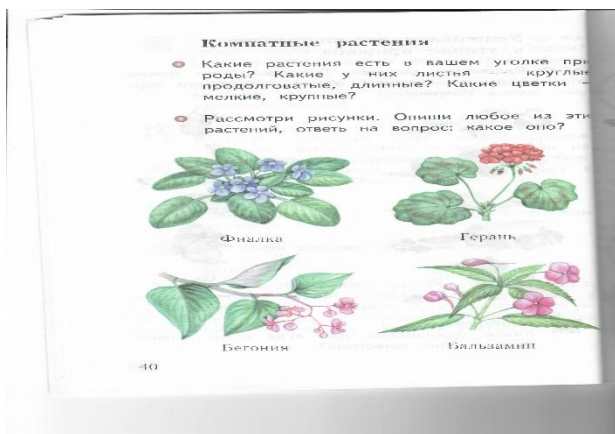 Комнатные растения
Какие растения есть в вашем уголке при
роды? Какие у них листья — круглые
продолговатые, длинные? Какие цветки —
мелкие, крупные?
Рассмотри рисунки. Опиши любое из эти
растений, ответь на вопрос: какое оно?
Фиалка
Герань
Бегония
Бальзамин
40